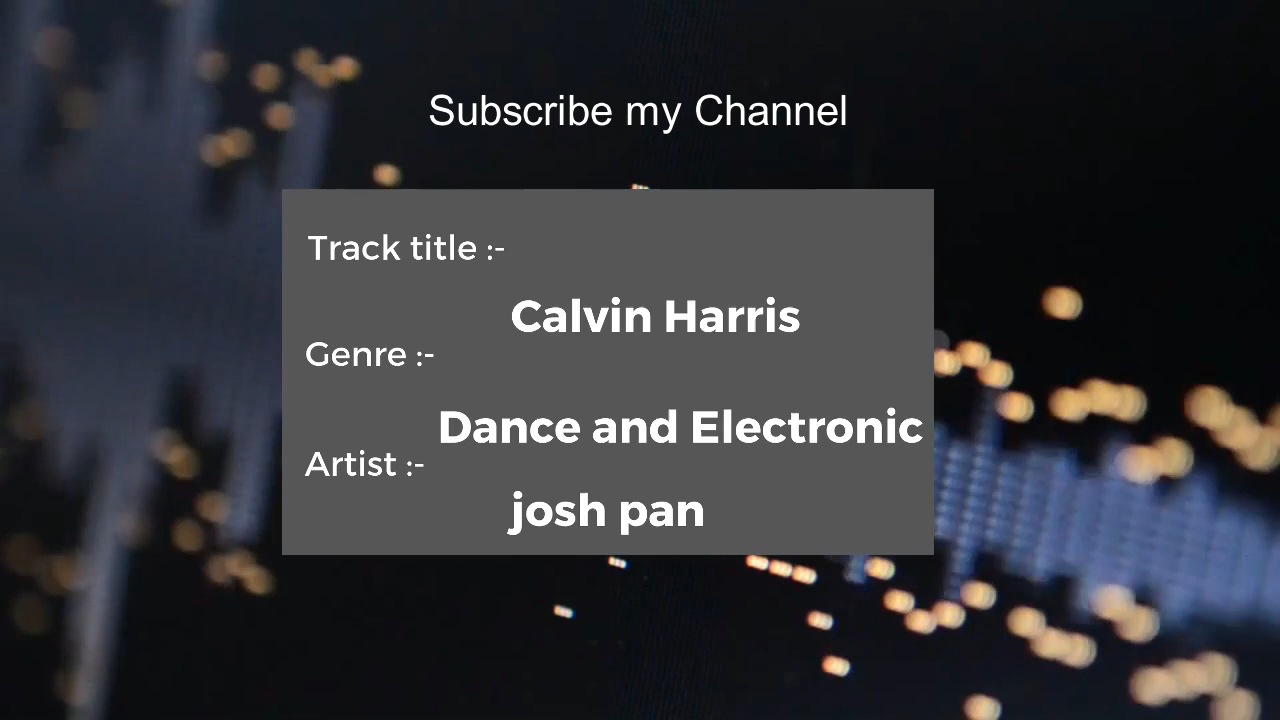 Subscribe my Channel
Track title :-
Calvin Harris
Genre :-
Dance and Electronic
Artist :-
josh pan